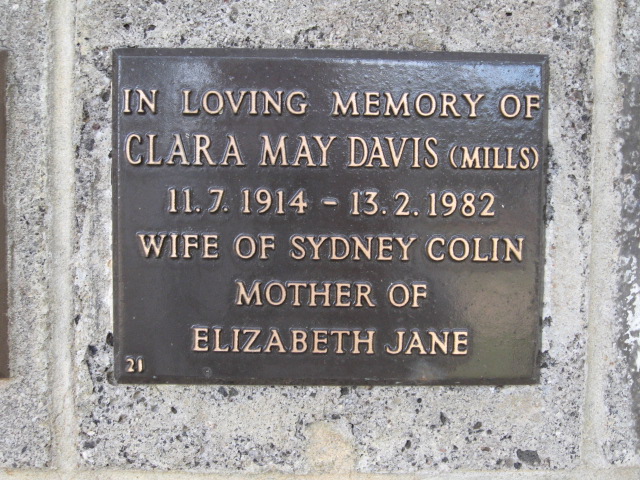 IN LOVING MEMORY OF
CLARA MAY DAVIS (MILLS)
11.7.1914 - 13.2.1982
WIFE OF SYDNEY COLIN
MOTHER OF
ELIZABETH JANE
21